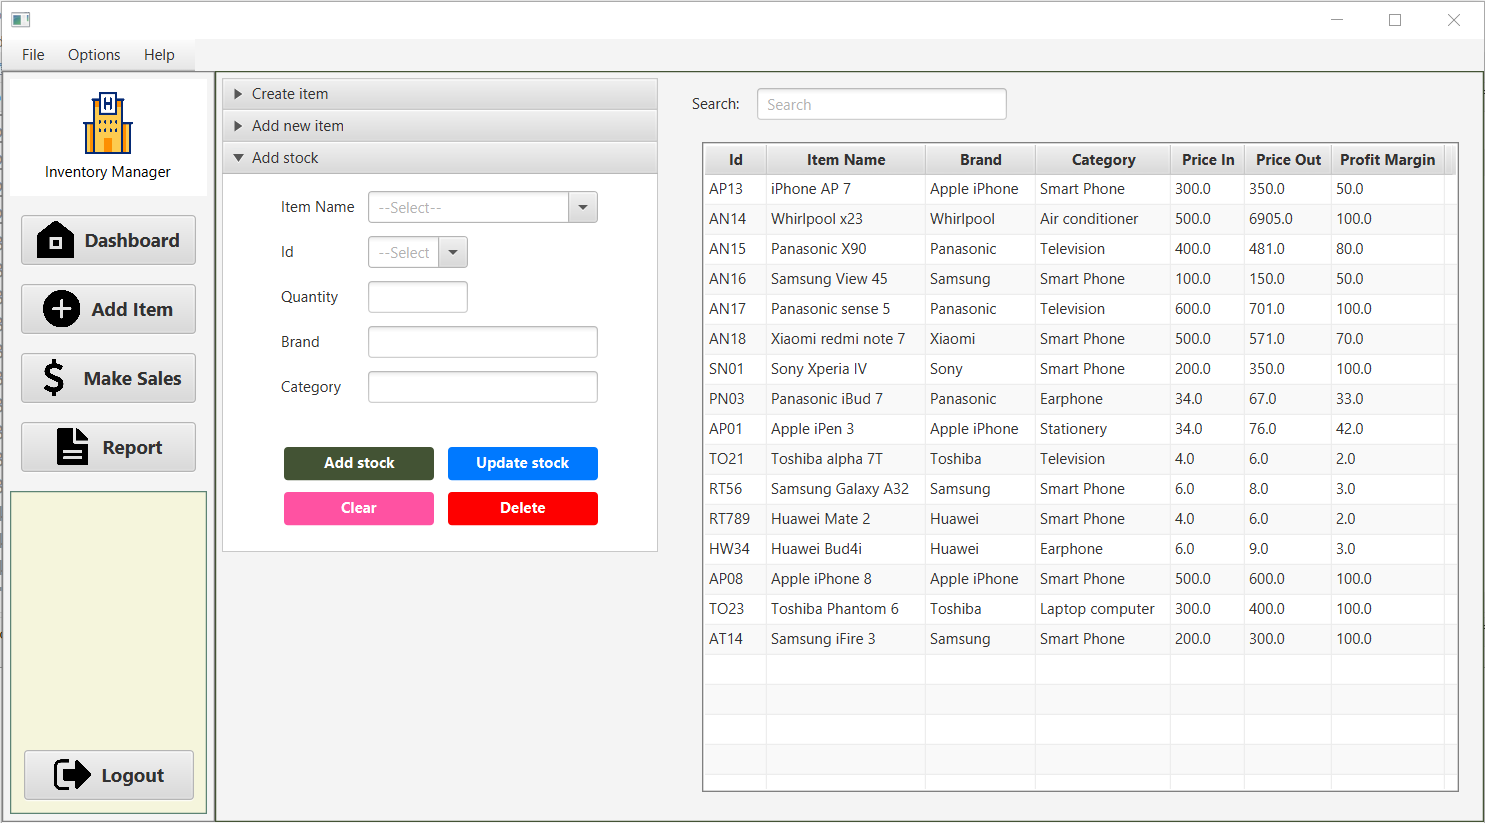 File Options Help
Inventory Manager
Dashboard
Add Item
Make Sales
Report
Logout
Create item
Add new item
Add stock
Item Name --Select--
Id --Select
Quantity
Brand
Category
Add stock Update stock
Clear Delete
Search: Search
Id Item Name Brand Category Price In Price Out Profit Margin
AP13 iPhone AP 7 Apple iPhone Smart Phone 300.0 350.0 50.0
AN14 Whirlpool x23 Whirlpool Air conditioner 500.0 6905.0 100.0
AN15 Panasonic X90 Panasonic Television 400.0 481.0 80.0
AN16 Samsung View 45 Samsung Smart Phone 100.0 150.0 50.0
AN17 Panasonic sense 5 Panasonic Television 600.0 701.0 100.0
AN18 Xiaomi redmi note 7 Xiaomi Smart Phone 500.0 571.0 70.0
SN01 Sony Xperia IV Sony Smart Phone 200.0 350.0 100.0
PN03 Panasonic iBud 7 Panasonic Earphone 34.0 67.0 33.0
AP01 Apple iPen 3 Apple iPhone Stationery 34.0 76.0 42.0
TO21 Toshiba alpha 7T Toshiba Television 4.0 6.0 2.0
RT56 Samsung Galaxy A32 Samsung Smart Phone 6.0 8.0 3.0
RT789 Huawei Mate 2 Huawei Smart Phone 4.0 6.0 2.0
HW34 Huawei Bud4i Huawei Earphone 6.0 9.0 3.0
AP08 Apple iPhone 8 Apple iPhone Smart Phone 500.0 600.0 100.0
TO23 Toshiba Phantom 6 Toshiba Laptop computer 300.0 400.0 100.0
AT14 Samsung iFire 3 Samsung Smart Phone 200.0 300.0 100.0